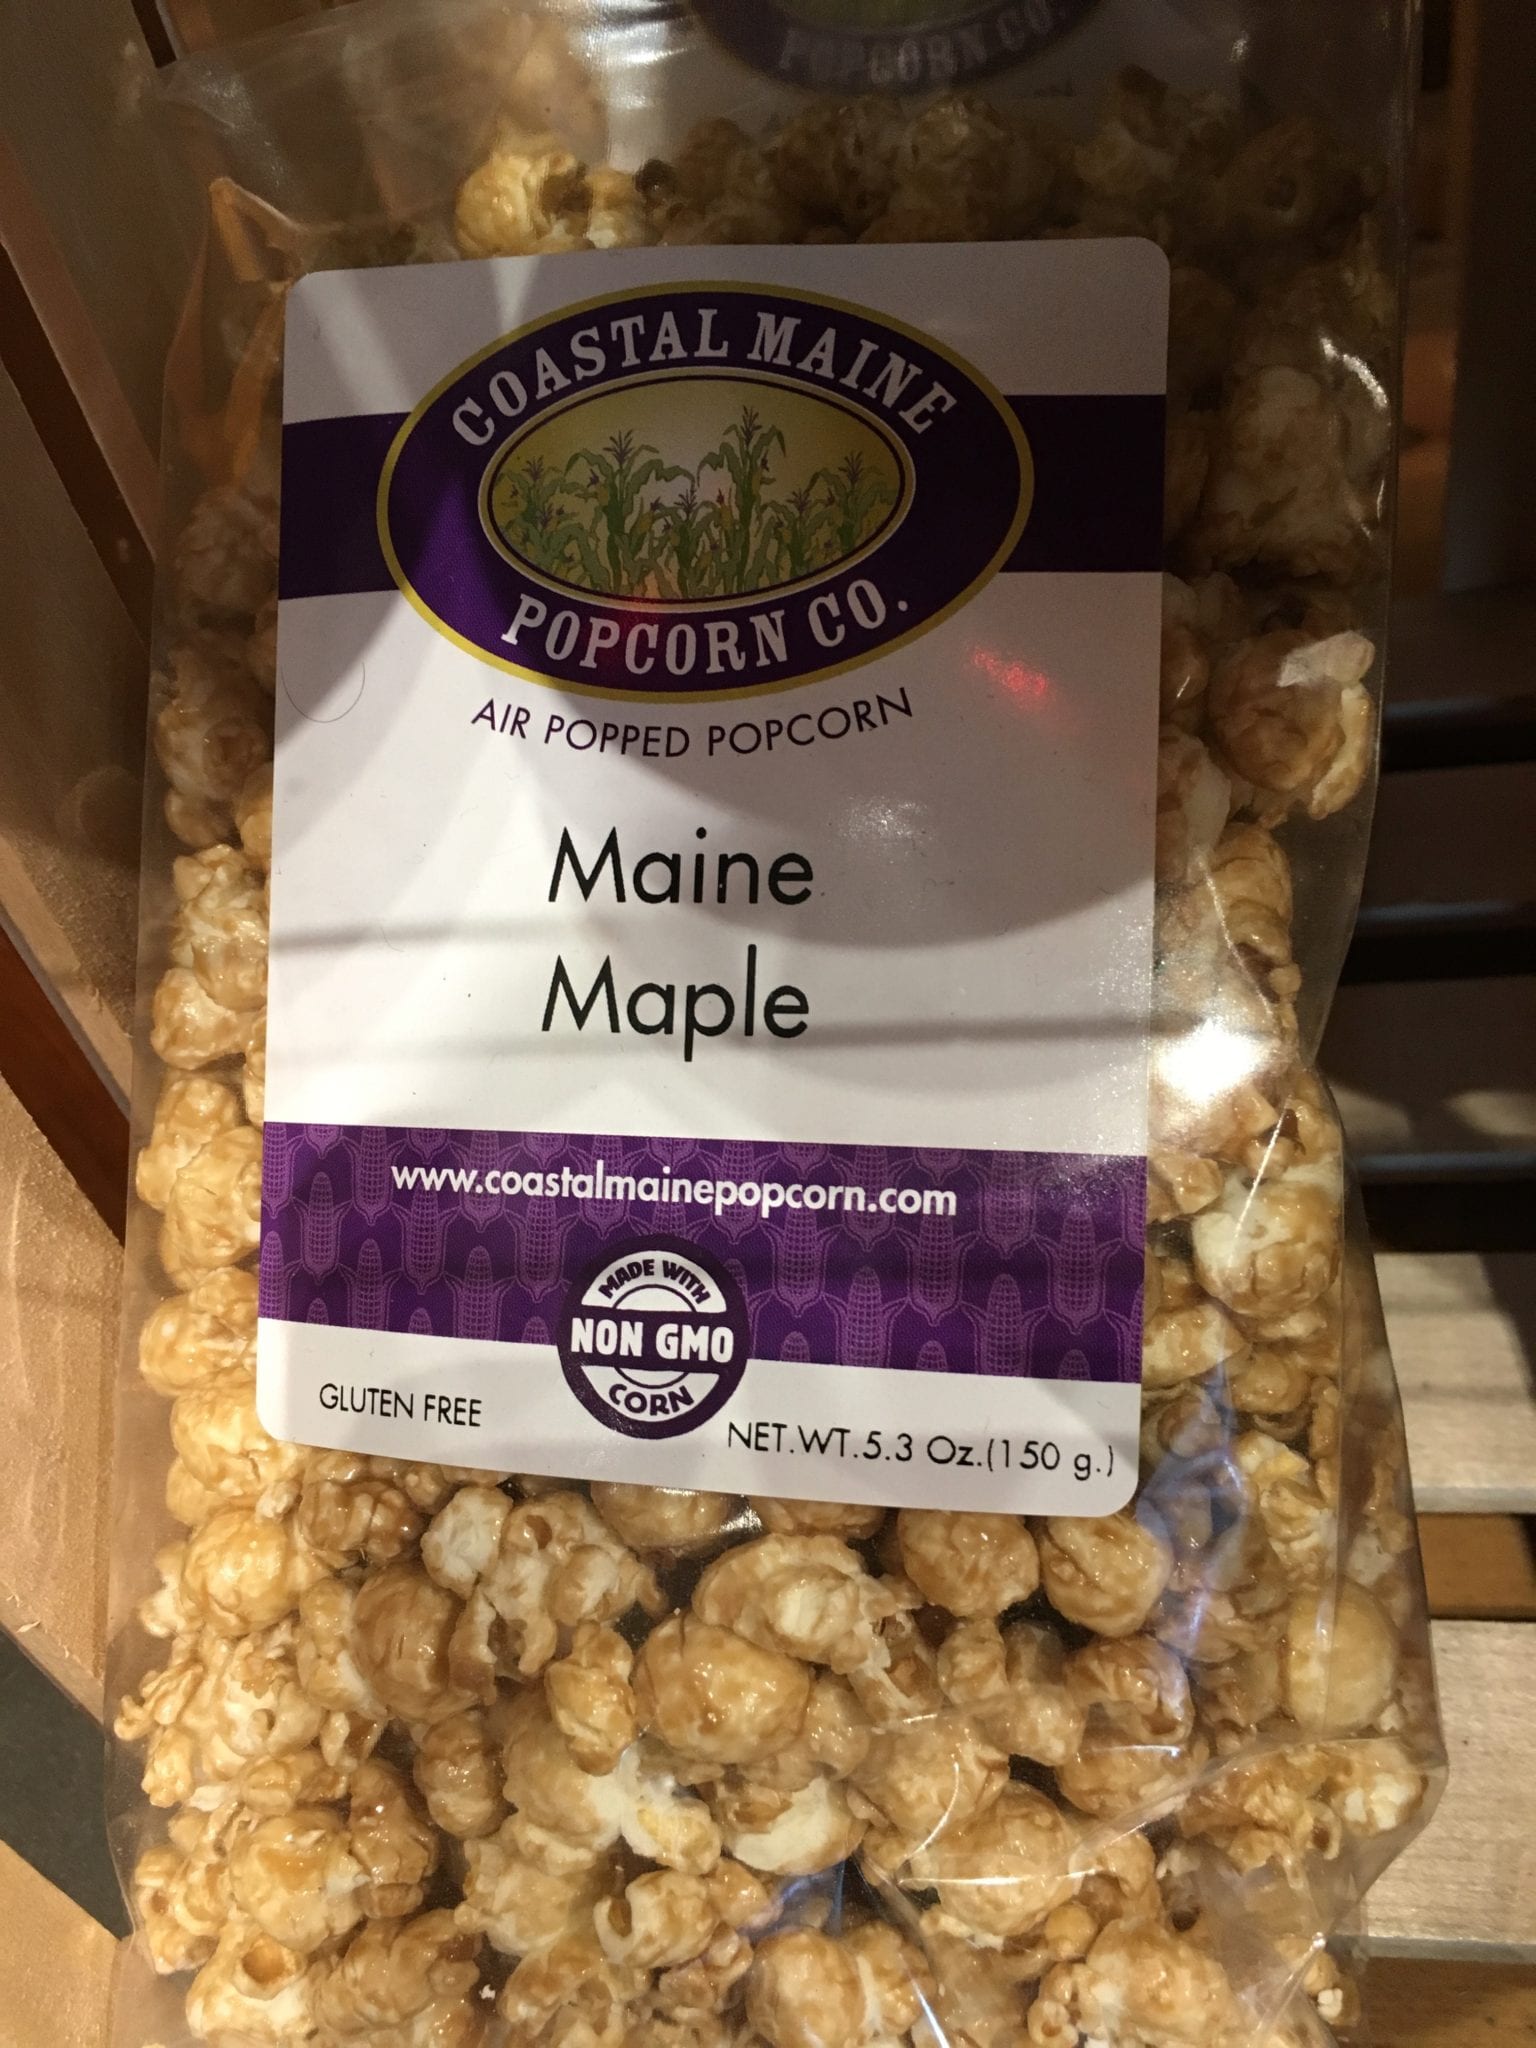 POPCORN CO.
COASTAL MAINE
POPCORN CO.
AIR POPPED POPCORN
Maine
Maple
www.coastalmainepopcorn.com
MADE WITH
NON GMO
CORN
GLUTEN FREE
NET.WT.5.3 Oz.(150 g.)